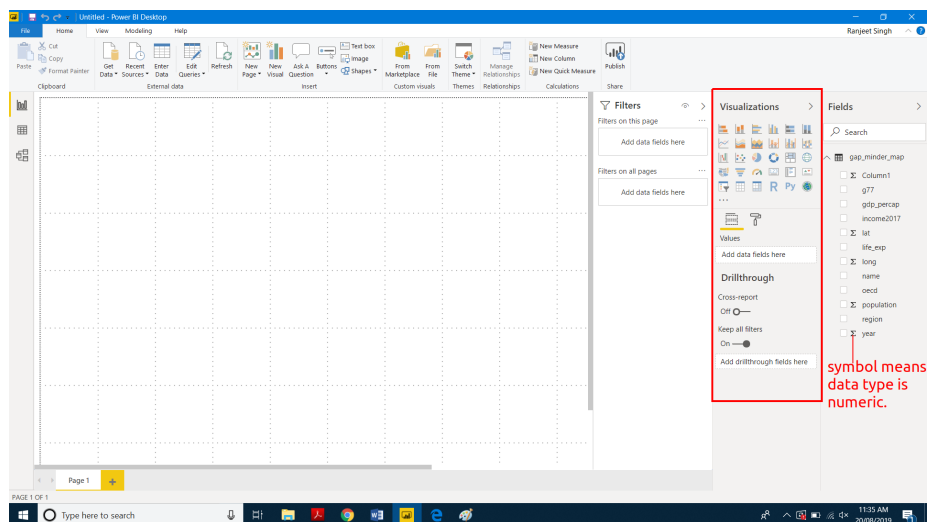 Untitled - Power BI Desktop
File Home View Modeling Help Ranjeet Singh
Paste
Cut
Copy
Format Painter
Clipboard
Get Data
Recent Sources
Enter Data
Edit Queries
Refresh
External data
New Page
New Visual
Ask A Question
Buttons
Text box
Image
Shapes
Insert
From Marketplace
From File
Custom visuals
Switch Theme
Themes
Manage Relationships
Relationships
New Measure
New Column
New Quick Measure
Calculations
Publish
Share
Filters
Filters on this page ...
Add data fields here
Filters on all pages ...
Add data fields here
Visualizations
R Py
...
Values
Add data fields here
Drillthrough
Cross-report
Off
Keep all filters
On
Add drillthrough fields here
Fields
Search
gap_minder_map
Σ Column1
g77
gdp_percap
income2017
Σ lat
life_exp
Σ long
name
oecd
Σ population
region
Σ year
symbol means
data type is
numeric.
Page 1 +
PAGE 1 OF 1
Type here to search
11:35 AM
20/08/2019